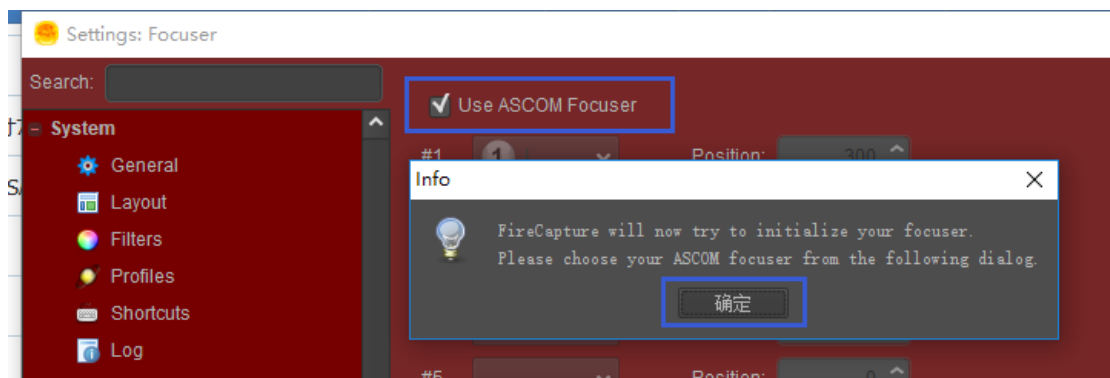 Settings: Focuser
Search:
Use ASCOM Focuser
System
#1
1
Position:
300
General
Info
Layout
FireCapture will now try to initialize your focuser.
Please choose your ASCOM focuser from the following dialog.
Filters
Profiles
确定
Shortcuts
Log
#5
Position:
0